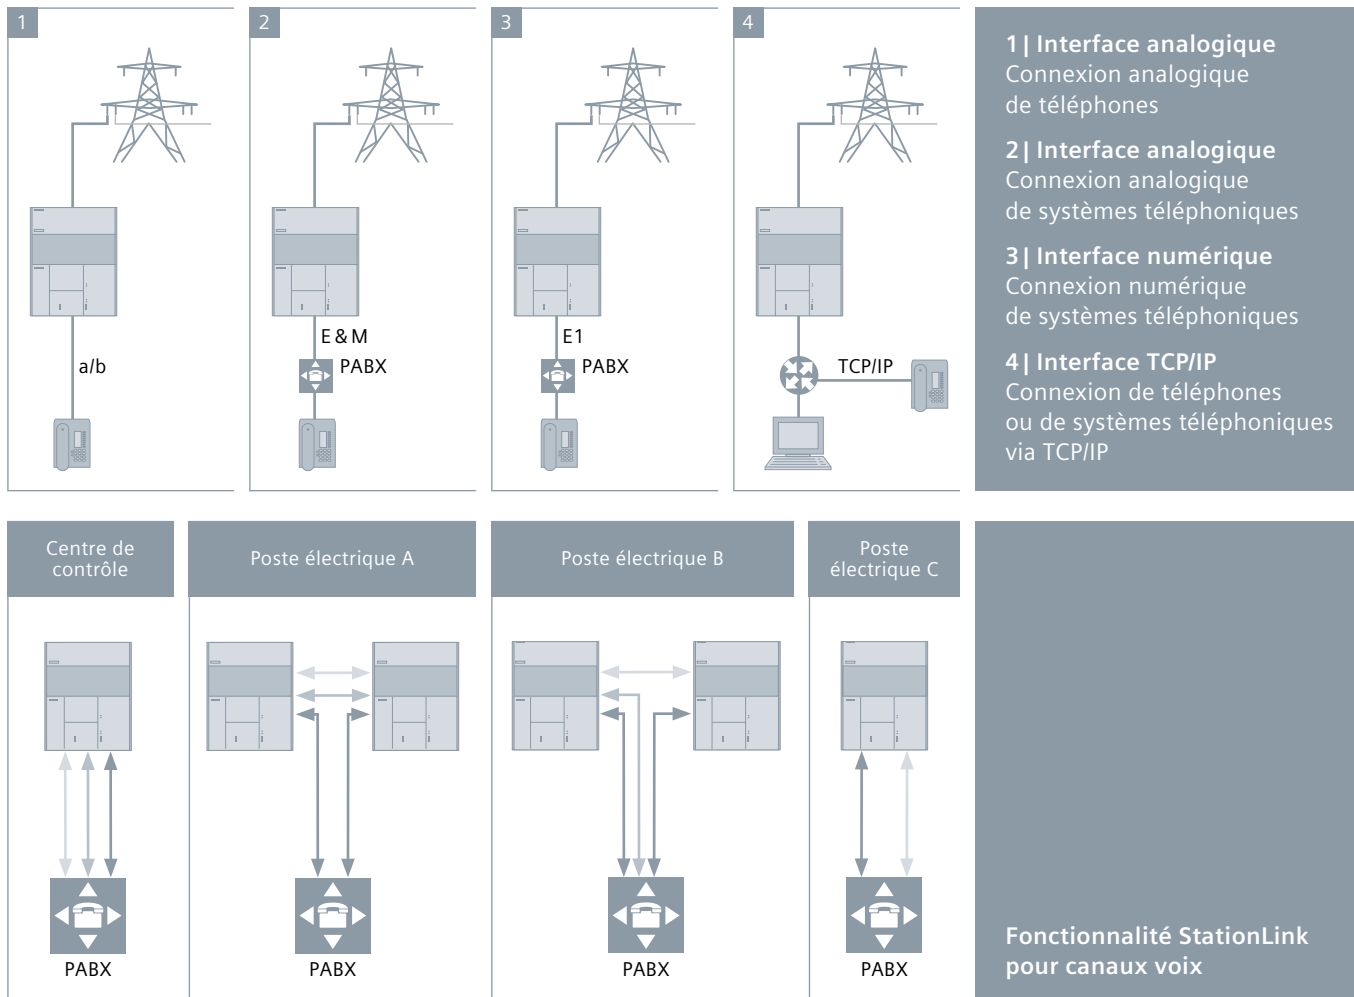 1
2
3
4
a/b
E & M
PABX
E1
PABX
TCP/IP
1| Interface analogique
Connexion analogique
de téléphones
2| Interface analogique
Connexion analogique
de systèmes téléphoniques
3| Interface numérique
Connexion numérique
de systèmes téléphoniques
4| Interface TCP/IP
Connexion de téléphones
ou de systèmes téléphoniques
via TCP/IP
Centre de
contrôle
Poste électrique A
Poste électrique B
Poste
électrique C
PABX
PABX
PABX
PABX
Fonctionnalité StationLink
pour canaux voix